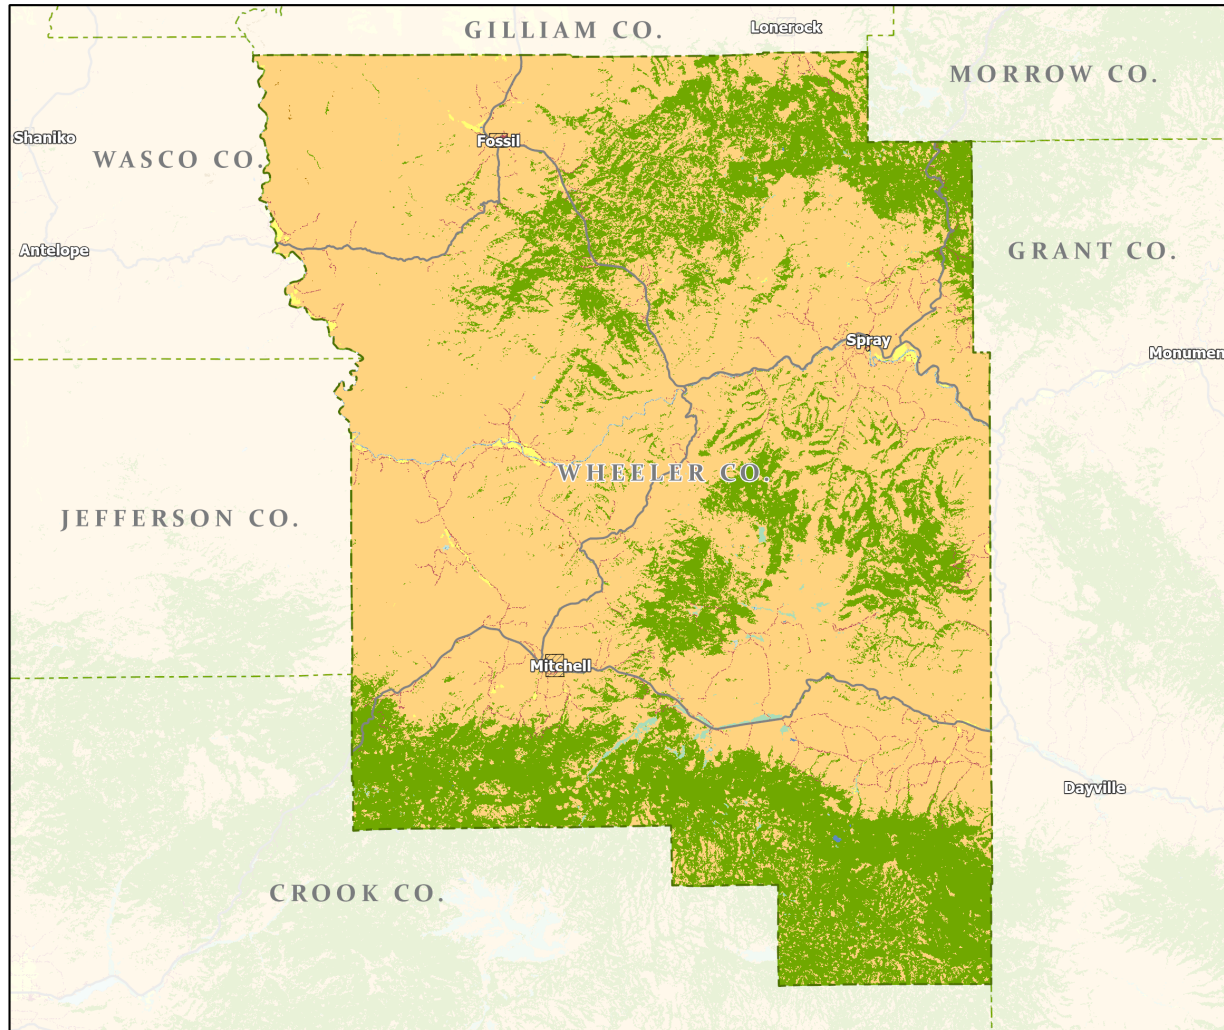 GILLIAM CO.
Lonerock
MORROW CO.
Shaniko
WASCO CO.
Fossil
Antelope
GRANT CO.
Spray
Monumen
WHEELER CO.
JEFFERSON CO.
Mitchell
Dayville
CROOK CO.